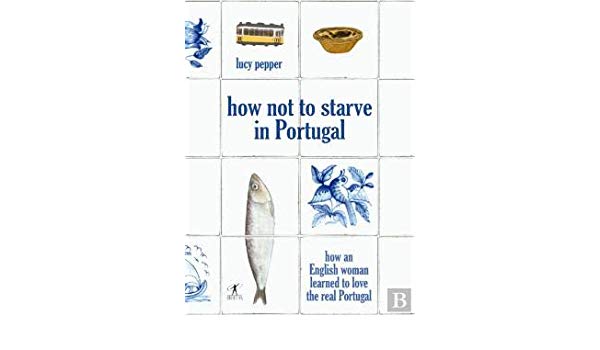 lucy pepper
how not to starve
in Portugal
how an
English woman
learned to love
the real Portugal
B